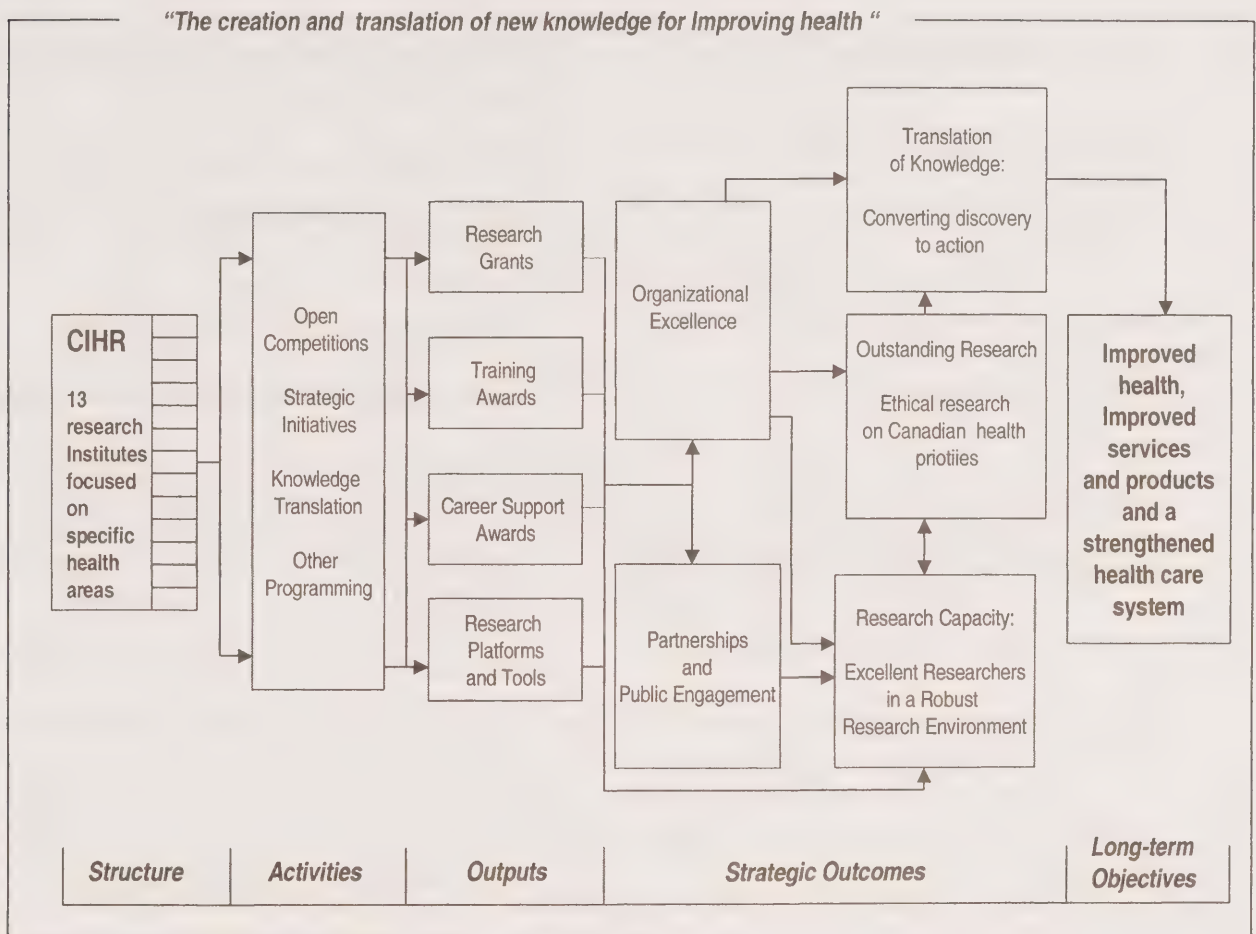 “The creation and translation of new knowledge for Improving health “
CIHR
13
research
Institutes
focused
on
specific
health
areas
Open
Competitions
Strategic
Initiatives
Knowledge
Translation
Other
Programming
Research
Grants
Training
Awards
Career Support
Awards
Research
Platforms
and Tools
Organizational
Excellence
Partnerships
and
Public Engagement
Translation
of Knowledge:
Converting discovery
to action
Outstanding Research
Ethical research
on Canadian health
priotiies
Research Capacity:
Excellent Researchers
in a Robust
Research Environment
Improved
health,
Improved
services
and products
and a
strengthened
health care
system
Structure
Activities
Outputs
Strategic Outcomes
Long-term
Objectives